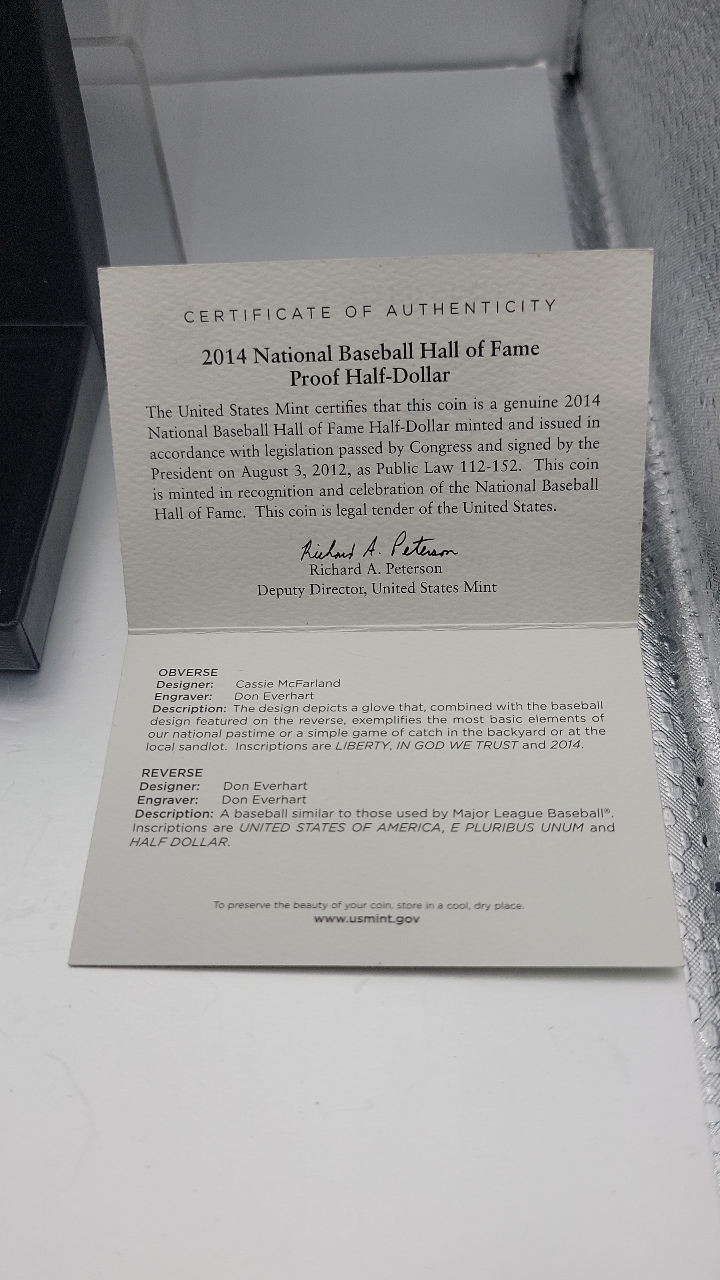 CERTIFICATE OF AUTHENTICITY
2014 National Baseball Hall of Fame
Proof Half-Dollar
The United States Mint certifies that this coin is a genuine 2014
National Baseball Hall of Fame Half-Dollar minted and issued in
accordance with legislation passed by Congress and signed by the
President on August 3, 2012, as Public Law 112-152. This coin
is minted in recognition and celebration of the National Baseball
Hall of Fame. This coin is legal tender of the United States.
Richard A. Peterson
Richard A. Peterson
Deputy Director, United States Mint
OBVERSE
Designer: Cassie McFarland
Engraver: Don Everhart
Description: The design depicts a glove that, combined with the baseball
design featured on the reverse, exemplifies the most basic elements of
our national pastime or a simple game of catch in the backyard or at the
local sandlot. Inscriptions are LIBERTY, IN GOD WE TRUST and 2014.
REVERSE
Designer: Don Everhart
Engraver: Don Everhart
Description: A baseball similar to those used by Major League Baseball®.
Inscriptions are UNITED STATES OF AMERICA, E PLURIBUS UNUM and
HALF DOLLAR.
To preserve the beauty of your coin, store in a cool, dry place.
www.usmint.gov